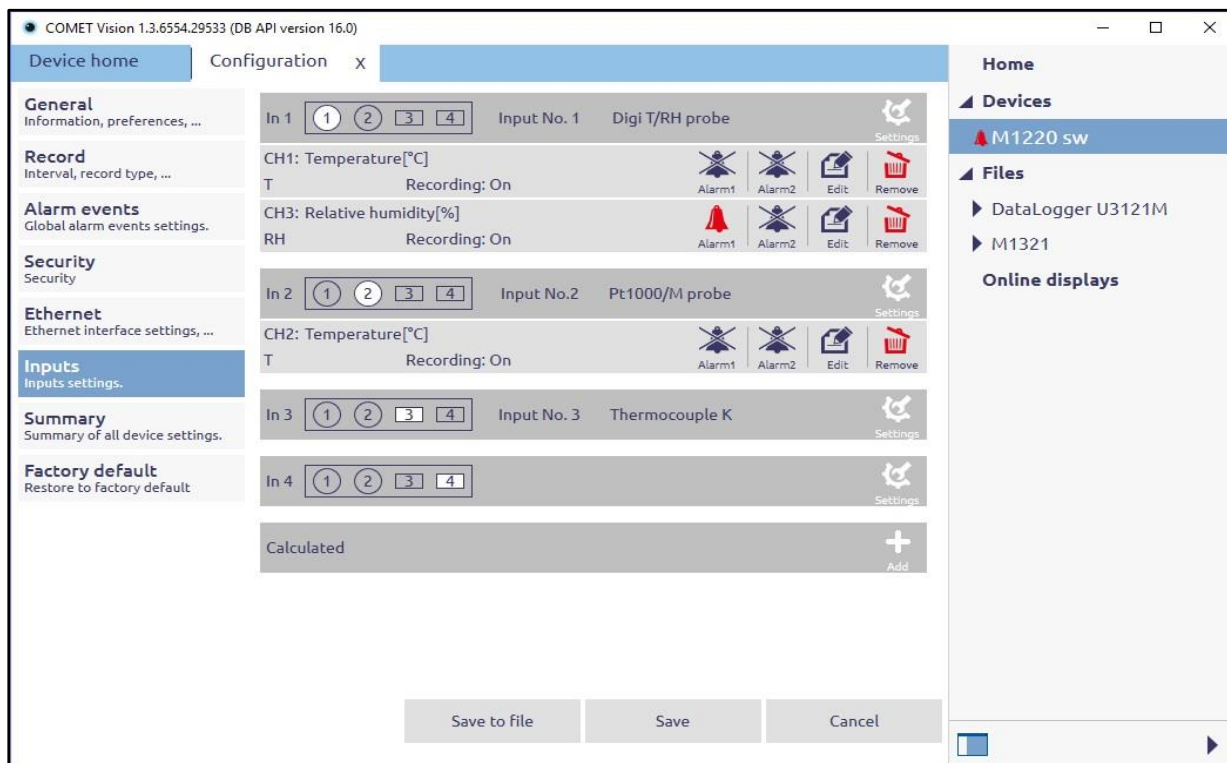 COMET Vision 1.3.6554.29533 (DB API version 16.0)
Device home
Configuration x
General
Information, preferences, ...
Record
Interval, record type, ...
Alarm events
Global alarm events settings.
Security
Security
Ethernet
Ethernet interface settings, ...
Inputs
Inputs settings.
Summary
Summary of all device settings.
Factory default
Restore to factory default
In 1 1 2 3 4 Input No. 1 Digi T/RH probe
Settings
CH1: Temperature[°C]
T Recording: On
Alarm1 Alarm2 Edit Remove
CH3: Relative humidity[%]
RH Recording: On
Alarm1 Alarm2 Edit Remove
In 2 1 2 3 4 Input No.2 Pt1000/M probe
Settings
CH2: Temperature[°C]
T Recording: On
Alarm1 Alarm2 Edit Remove
In 3 1 2 3 4 Input No. 3 Thermocouple K
Settings
In 4 1 2 3 4
Settings
Calculated
Add
Save to file
Save
Cancel
Home
Devices
M1220 sw
Files
DataLogger U3121M
M1321
Online displays